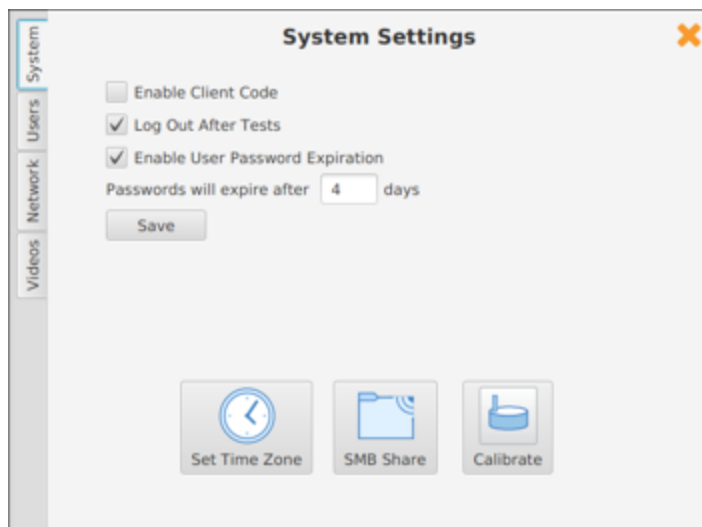 System Settings
System
Users
Network
Videos
Enable Client Code
Log Out After Tests
Enable User Password Expiration
Passwords will expire after 4 days
Save
Set Time Zone
SMB Share
Calibrate